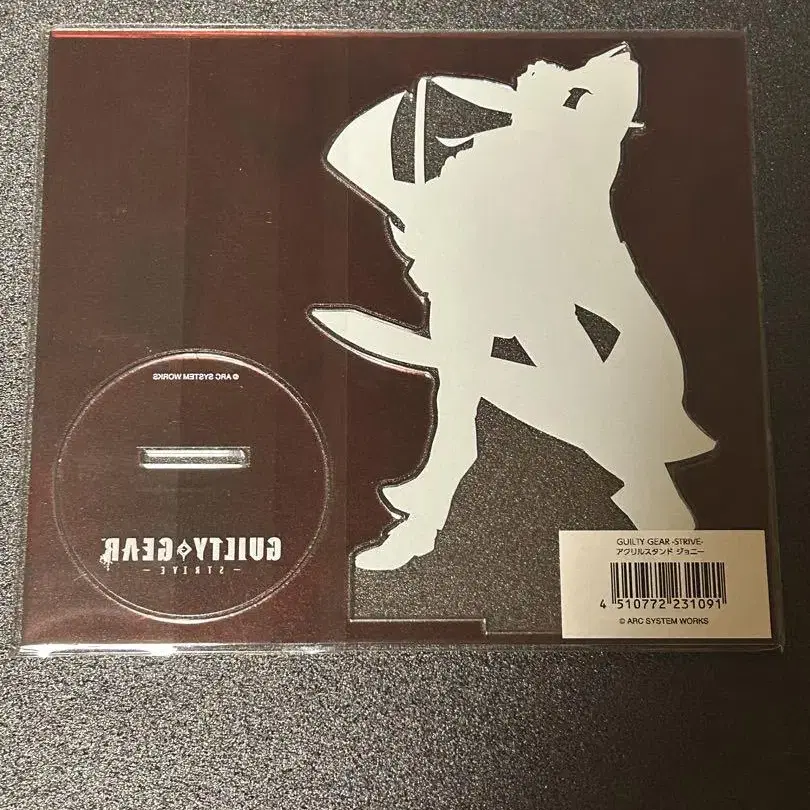 © ARC SYSTEM WORKS
GUILTY GEAR
- STRIVE -
GUILTY GEAR -STRIVE-
アクリルスタンド ジョニー
4 510772 231091
© ARC SYSTEM WORKS